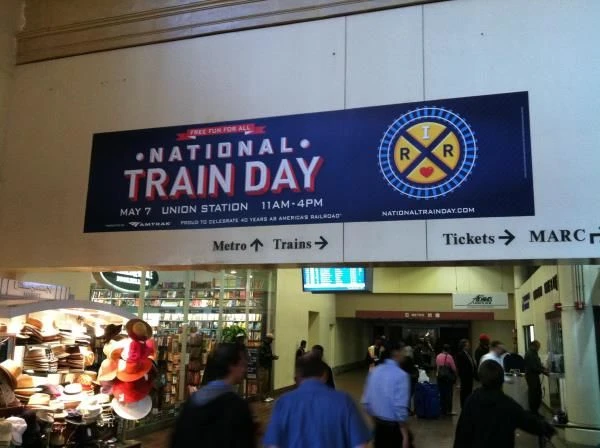 FREE FUN FOR ALL
• NATIONAL •
TRAIN DAY
MAY 7 UNION STATION 11AM-4PM
AMTRAK PROUD TO CELEBRATE 40 YEARS AS AMERICA'S RAILROAD
I
R R
NATIONALTRAINDAY.COM
Metro ↑ Trains →
Tickets → MARC
METRO